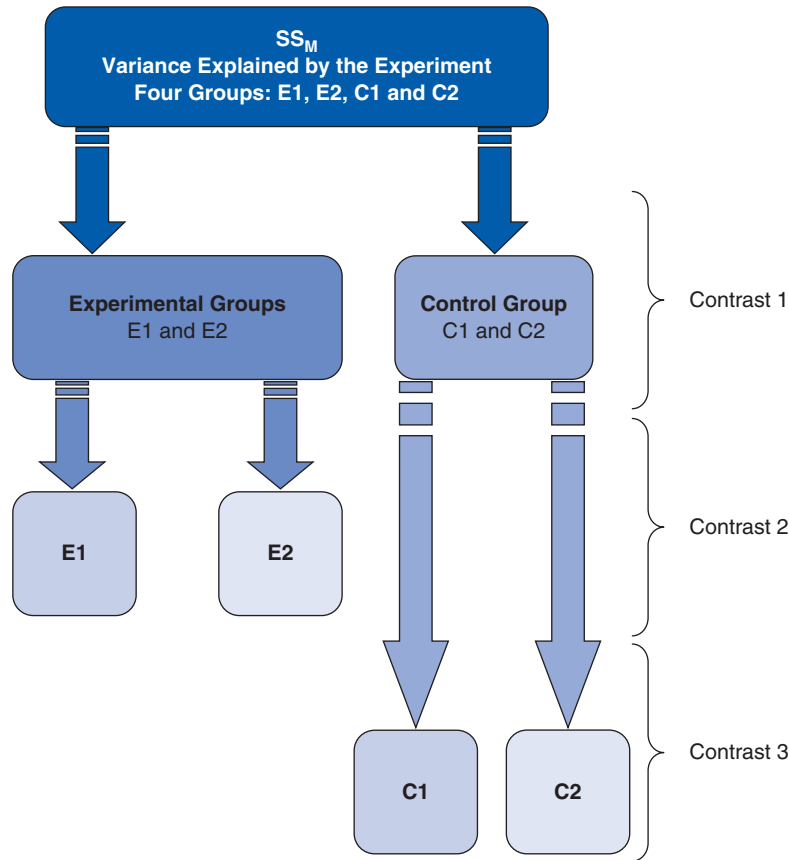 SS_M
Variance Explained by the Experiment
Four Groups: E1, E2, C1 and C2
Experimental Groups
E1 and E2
Control Group
C1 and C2
Contrast 1
E1
E2
Contrast 2
C1
C2
Contrast 3